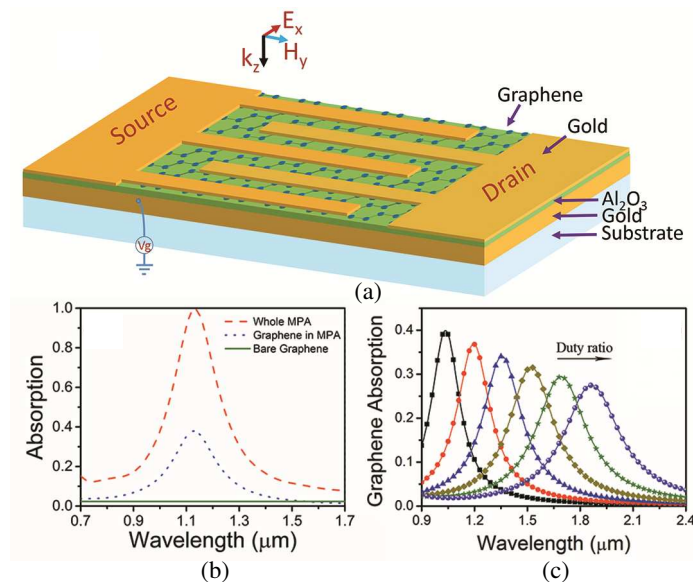 E_x
H_y
k_z
Graphene
Gold
Source
Drain
Al₂O₃
Gold
Substrate
Vg
(a)
1.0
0.8
0.6
0.4
0.2
0.0
Absorption
Whole MPA
Graphene in MPA
Bare Graphene
0.7 0.9 1.1 1.3 1.5 1.7
Wavelength (μm)
(b)
0.4
0.3
0.2
0.1
0.0
Graphene Absorption
Duty ratio
0.9 1.2 1.5 1.8 2.1 2.4
Wavelength (μm)
(c)